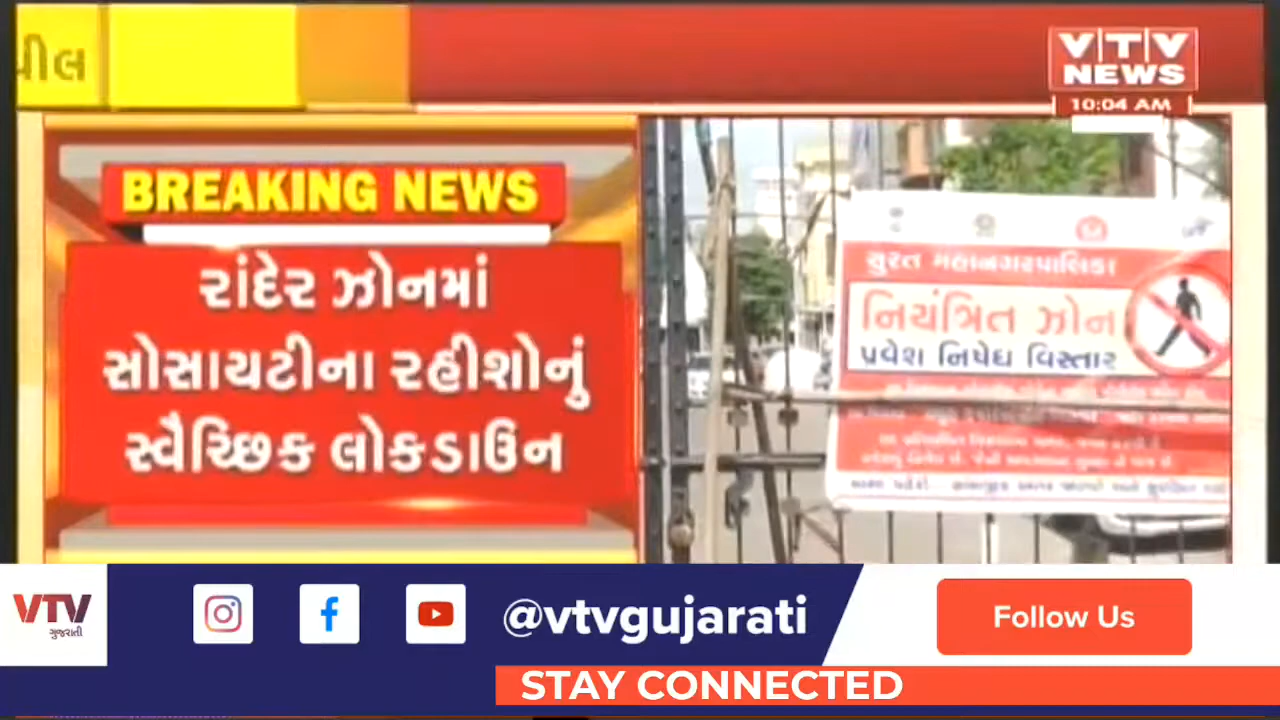 VTV
NEWS
10:04 AM
BREAKING NEWS
રાંદેર ઝોનમાં
સોસાયટીના રહીશોનું
સ્વૈચ્છિક લોકડાઉન
સુરત મહાનગરપાલિકા
નિયંત્રિત ઝોન
પ્રવેશ નિષેધ વિસ્તાર
VTV
ગુજરાતી
@vtvgujarati
Follow Us
STAY CONNECTED